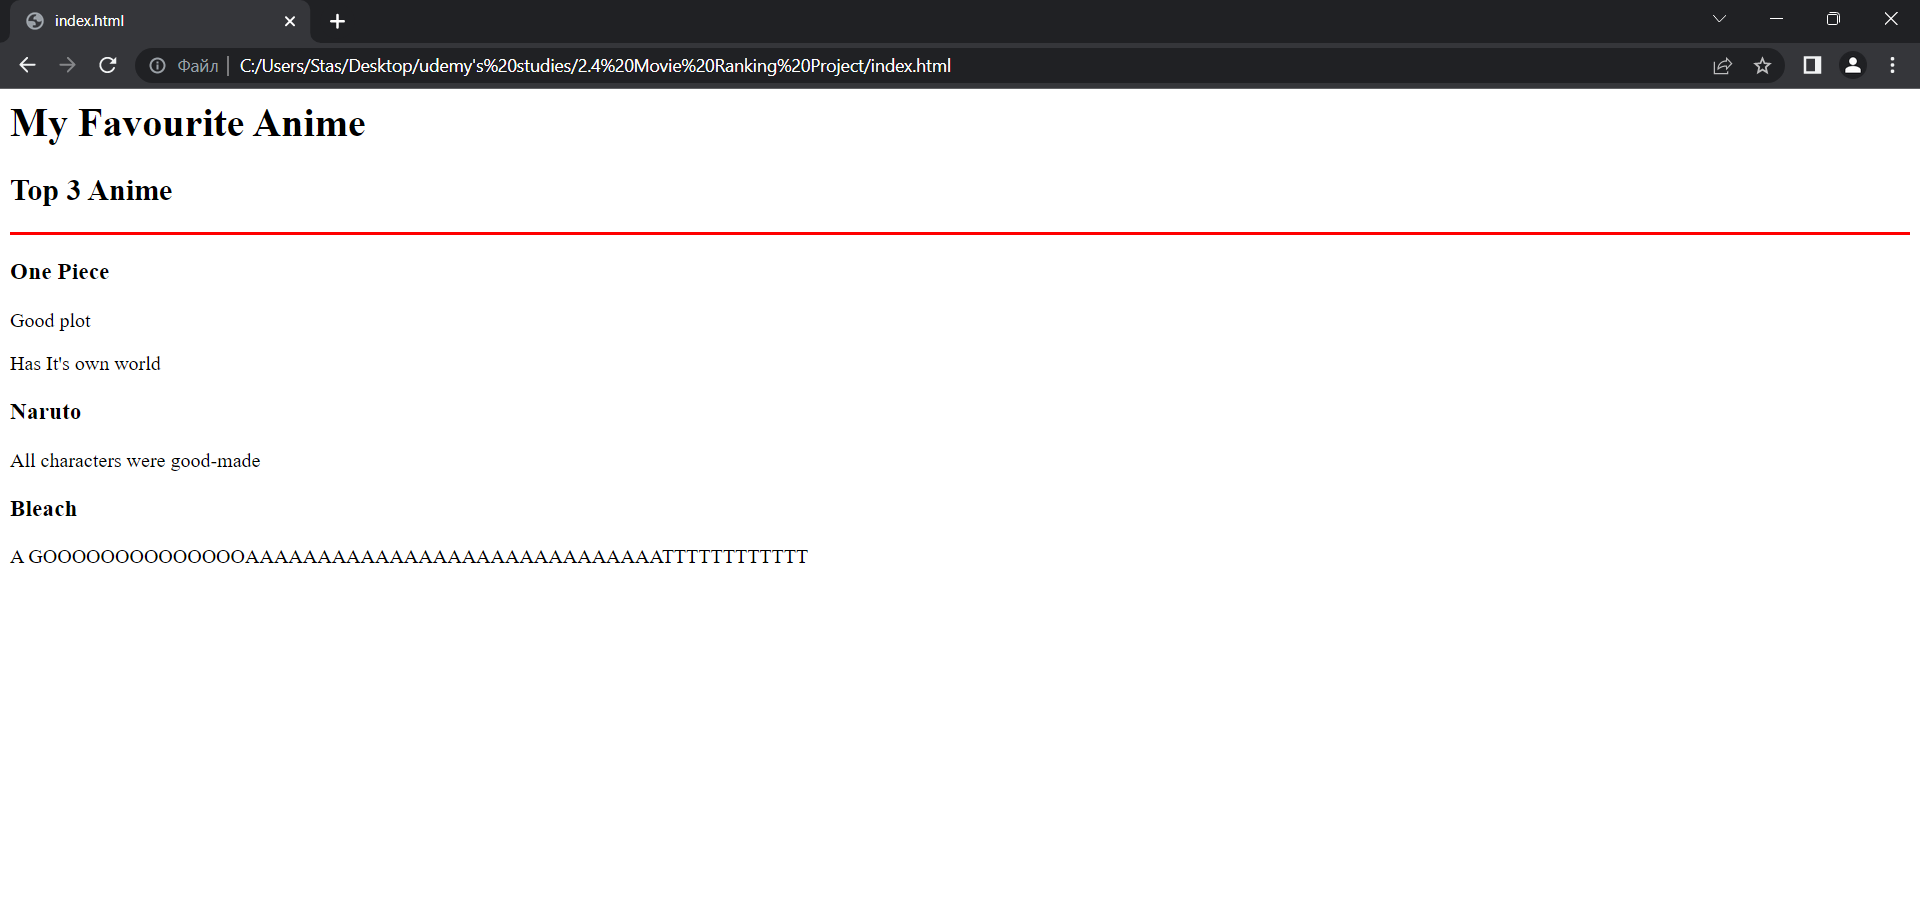 index.html
Файл C:/Users/Stas/Desktop/udemy's%20studies/2.4%20Movie%20Ranking%20Project/index.html
My Favourite Anime
Top 3 Anime
One Piece
Good plot
Has It's own world
Naruto
All characters were good-made
Bleach
A GOOOOOOOOOOOOOOAAAAAAAAAAAAAAAAAAAAAAAAAAAAATTTTTTTTTTTT